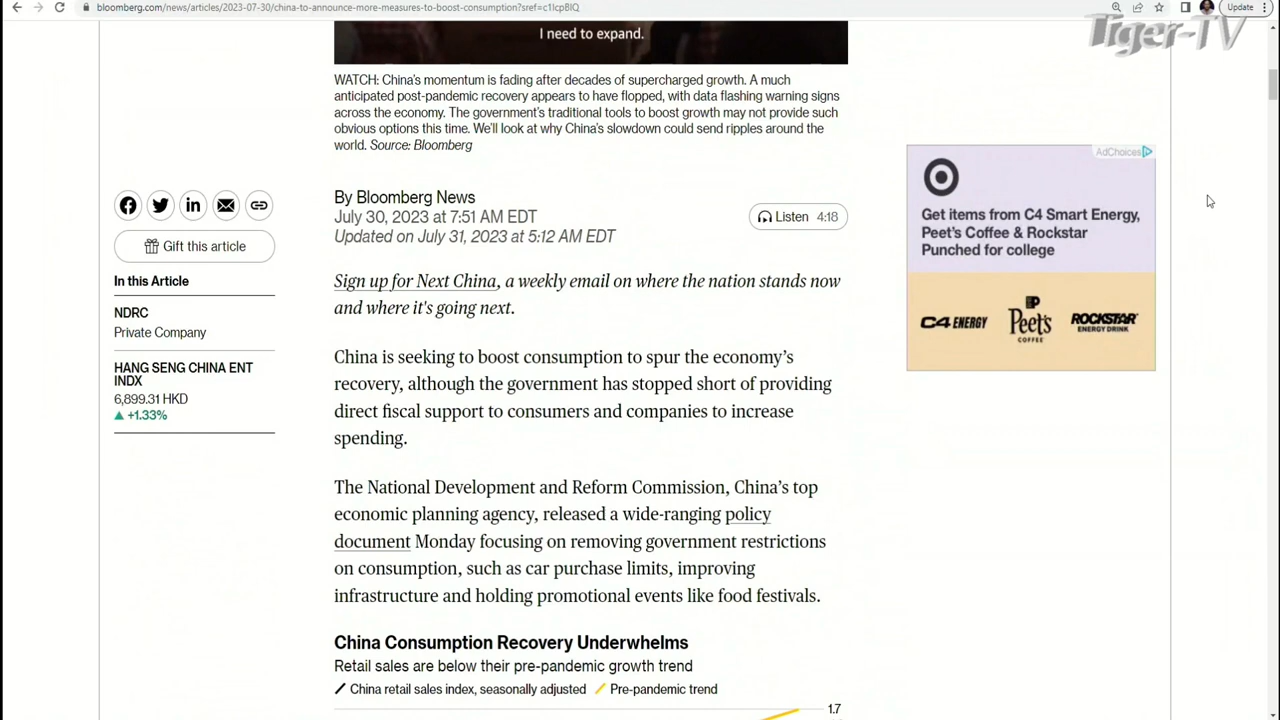 bloomberg.com/news/articles/2023-07-30/china-to-announce-more-measures-to-boost-consumption?sref=c1IcpBIQ
Update
Tiger-TV
I need to expand.
WATCH: China's momentum is fading after decades of supercharged growth. A much
anticipated post-pandemic recovery appears to have flopped, with data flashing warning signs
across the economy. The government's traditional tools to boost growth may not provide such
obvious options this time. We'll look at why China's slowdown could send ripples around the
world. Source: Bloomberg
By Bloomberg News
July 30, 2023 at 7:51 AM EDT
Updated on July 31, 2023 at 5:12 AM EDT
Listen 4:18
Gift this article
In this Article
NDRC
Private Company
HANG SENG CHINA ENT
INDX
6,899.31 HKD
▲ +1.33%
Sign up for Next China, a weekly email on where the nation stands now
and where it's going next.
China is seeking to boost consumption to spur the economy's
recovery, although the government has stopped short of providing
direct fiscal support to consumers and companies to increase
spending.
The National Development and Reform Commission, China's top
economic planning agency, released a wide-ranging policy
document Monday focusing on removing government restrictions
on consumption, such as car purchase limits, improving
infrastructure and holding promotional events like food festivals.
China Consumption Recovery Underwhelms
Retail sales are below their pre-pandemic growth trend
China retail sales index, seasonally adjusted Pre-pandemic trend
1.7
AdChoices
Get items from C4 Smart Energy,
Peet's Coffee & Rockstar
Punched for college
C4 ENERGY
Peet's
COFFEE
ROCKSTAR
ENERGY DRINK